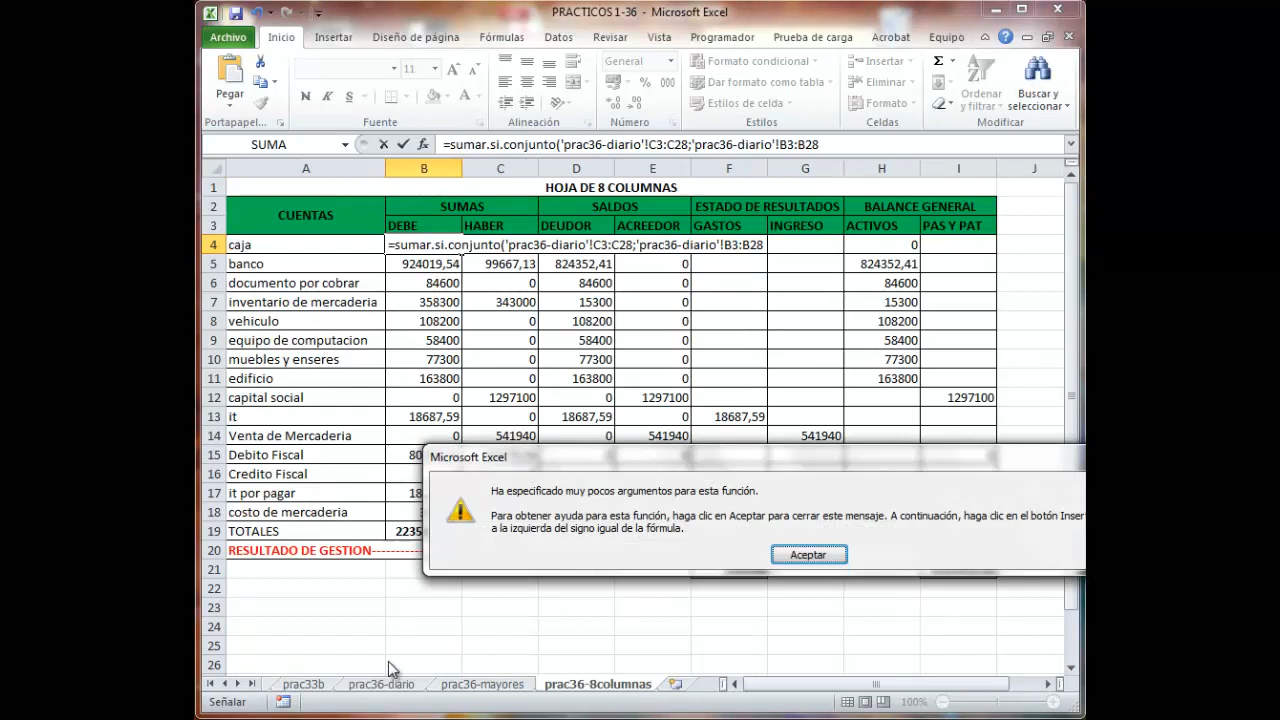 PRACTICOS 1-36 - Microsoft Excel
Archivo Inicio Insertar Diseño de página Fórmulas Datos Revisar Vista Programador Prueba de carga Acrobat Equipo
Pegar
N K S
11
A A
General
% 000
Formato condicional
Dar formato como tabla
Estilos de celda
Insertar
Eliminar
Formato
Σ
Ordenar y filtrar
Buscar y seleccionar
Portapapel... Fuente Alineación Número Estilos Celdas Modificar
SUMA fx =sumar.si.conjunto('prac36-diario'!C3:C28;'prac36-diario'!B3:B28
A B C D E F G H I J
1 HOJA DE 8 COLUMNAS
2 CUENTAS SUMAS SALDOS ESTADO DE RESULTADOS BALANCE GENERAL
3 DEBE HABER DEUDOR ACREEDOR GASTOS INGRESO ACTIVOS PAS Y PAT
4 caja =sumar.si.conjunto('prac36-diario'!C3:C28;'prac36-diario'!B3:B28 0
5 banco 924019,54 99667,13 824352,41 0 824352,41
6 documento por cobrar 84600 0 84600 0 84600
7 inventario de mercaderia 358300 343000 15300 0 15300
8 vehiculo 108200 0 108200 0 108200
9 equipo de computacion 58400 0 58400 0 58400
10 muebles y enseres 77300 0 77300 0 77300
11 edificio 163800 0 163800 0 163800
12 capital social 0 1297100 0 1297100 1297100
13 it 18687,59 0 18687,59 0 18687,59
14 Venta de Mercaderia 0 541940 0 541940 541940
15 Debito Fiscal 80
16 Credito Fiscal
17 it por pagar 18
18 costo de mercaderia
19 TOTALES 2235
20 RESULTADO DE GESTION----------
21
22
23
24
25
26
Microsoft Excel
Ha especificado muy pocos argumentos para esta función.
Para obtener ayuda para esta función, haga clic en Aceptar para cerrar este mensaje. A continuación, haga clic en el botón Inser
a la izquierda del signo igual de la fórmula.
Aceptar
prac33b prac36-diario prac36-mayores prac36-8columnas
Señalar 100%